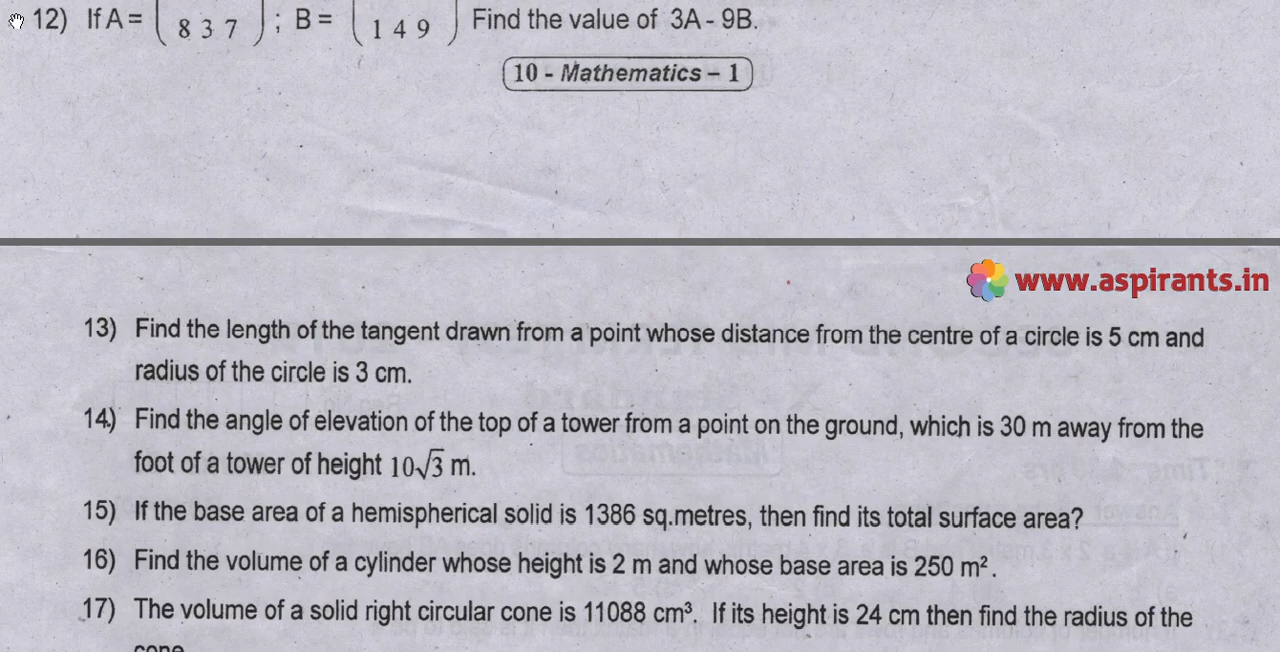 12) If A = ( 8 3 7 ) ; B = ( 1 4 9 ) Find the value of 3A - 9B.
10 - Mathematics – 1
www.aspirants.in
13) Find the length of the tangent drawn from a point whose distance from the centre of a circle is 5 cm and
radius of the circle is 3 cm.
14) Find the angle of elevation of the top of a tower from a point on the ground, which is 30 m away from the
foot of a tower of height 10√3 m.
15) If the base area of a hemispherical solid is 1386 sq.metres, then find its total surface area?
16) Find the volume of a cylinder whose height is 2 m and whose base area is 250 m².
17) The volume of a solid right circular cone is 11088 cm³. If its height is 24 cm then find the radius of the
cone